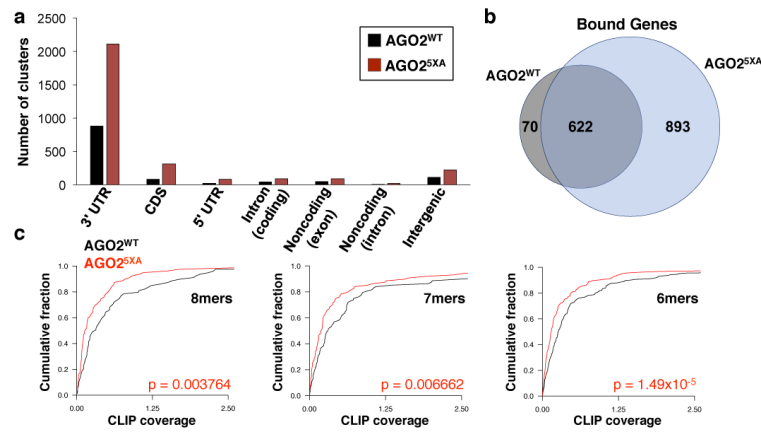 a
Number of clusters
2500
2000
1500
1000
500
0
AGO2WT
AGO25XA
3' UTR
CDS
5' UTR
Intron
(coding)
Noncoding
(exon)
Noncoding
(intron)
Intergenic
b
Bound Genes
AGO2WT
AGO25XA
70
622
893
c
AGO2WT
AGO25XA
Cumulative fraction
1.0
0.8
0.6
0.4
0.2
0.0
8mers
p = 0.003764
0.00
1.25
2.50
CLIP coverage
Cumulative fraction
1.0
0.8
0.6
0.4
0.2
0.0
7mers
p = 0.006662
0.00
1.25
2.50
CLIP coverage
Cumulative fraction
1.0
0.8
0.6
0.4
0.2
0.0
6mers
p = 1.49x10-5
0.00
1.25
2.50
CLIP coverage